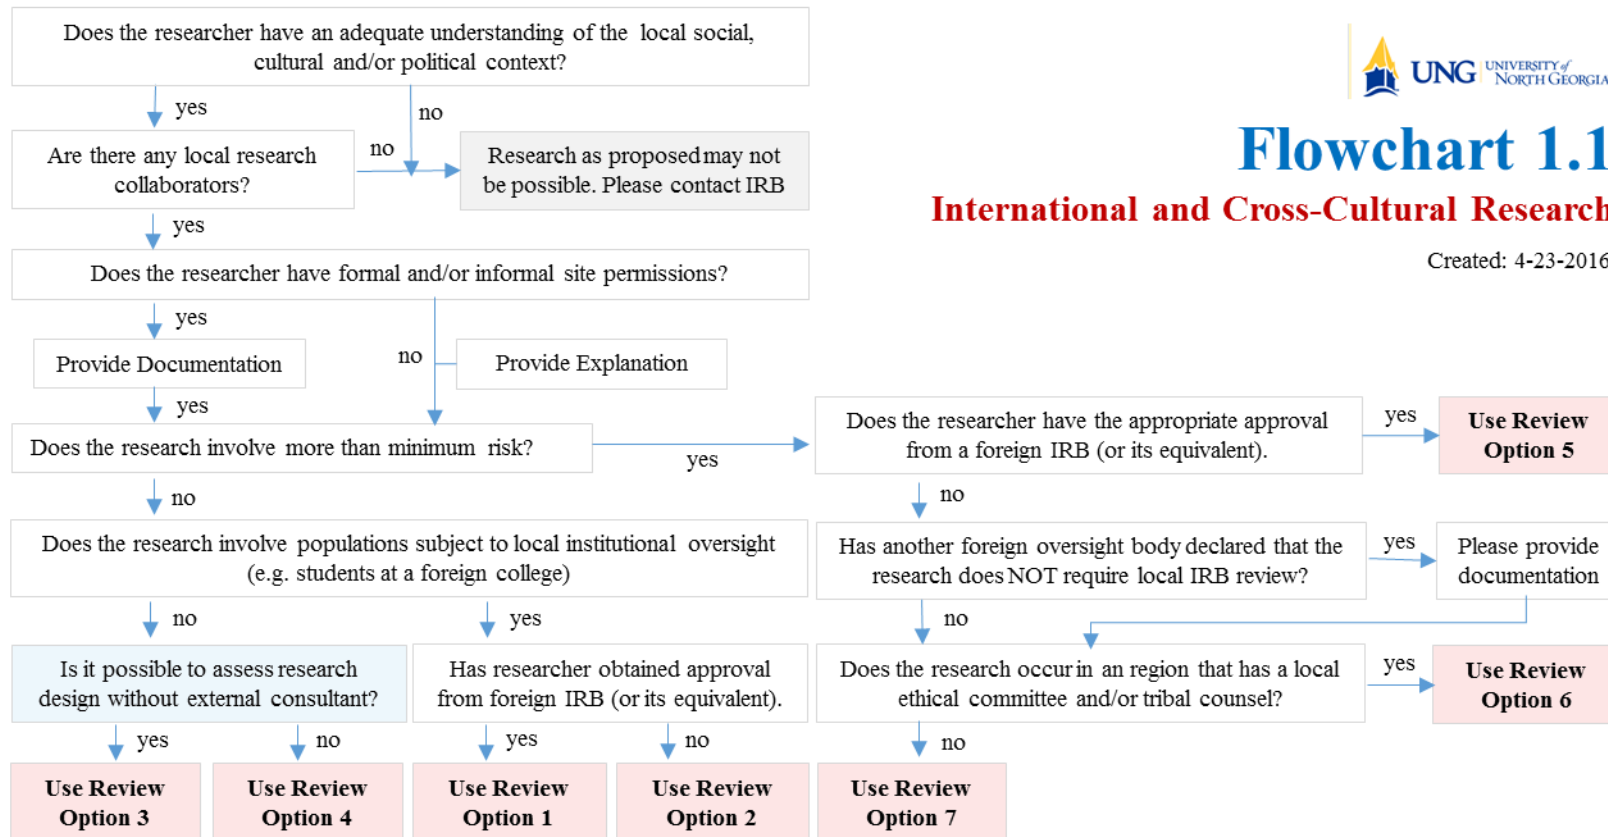 Does the researcher have an adequate understanding of the local social,
cultural and/or political context?
UNG UNIVERSITY of
NORTH GEORGIA
Flowchart 1.1
International and Cross-Cultural Research
Created: 4-23-2016
yes
no
Are there any local research
collaborators?
no
Research as proposed may not
be possible. Please contact IRB
yes
Does the researcher have formal and/or informal site permissions?
yes
no
Provide Documentation
Provide Explanation
yes
Does the research involve more than minimum risk?
yes
Does the researcher have the appropriate approval
from a foreign IRB (or its equivalent).
yes
Use Review
Option 5
no
no
Does the research involve populations subject to local institutional oversight
(e.g. students at a foreign college)
Has another foreign oversight body declared that the
research does NOT require local IRB review?
yes
Please provide
documentation
no
yes
no
Is it possible to assess research
design without external consultant?
Has researcher obtained approval
from foreign IRB (or its equivalent).
Does the research occur in an region that has a local
ethical committee and/or tribal counsel?
yes
Use Review
Option 6
yes
no
yes
no
no
Use Review
Option 3
Use Review
Option 4
Use Review
Option 1
Use Review
Option 2
Use Review
Option 7